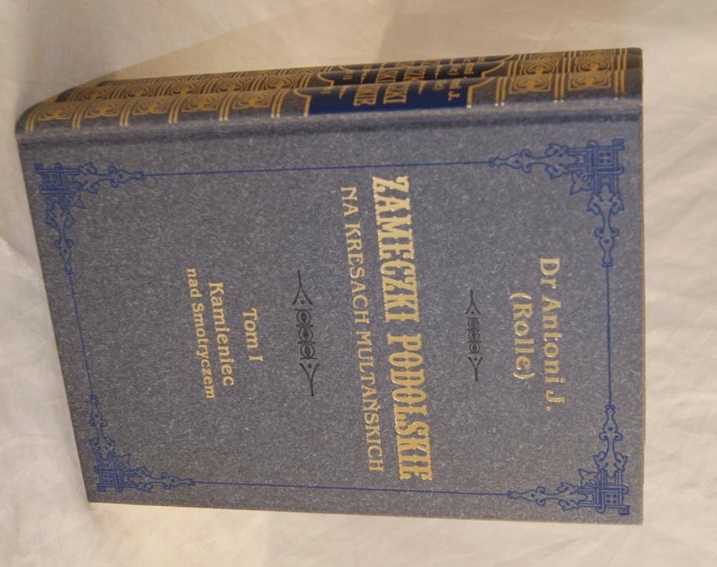 Dr Antoni J.
(Rolle)
ZAMECZKI PODOLSKIE
NA KRESACH MULTAŃSKICH
Tom I
Kamieniec
nad Smotryczem